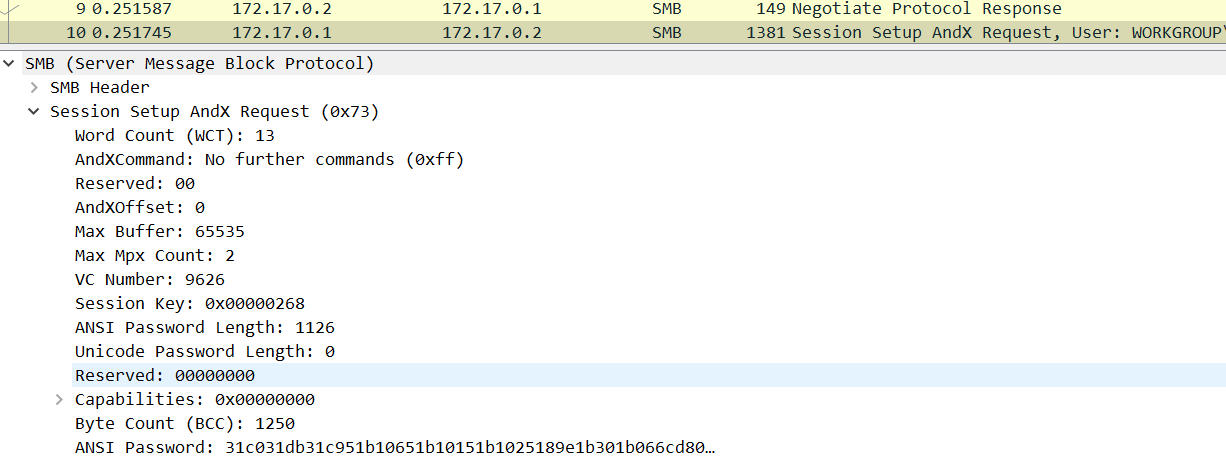 9 0.251587 172.17.0.2 172.17.0.1 SMB 149 Negotiate Protocol Response
10 0.251745 172.17.0.1 172.17.0.2 SMB 1381 Session Setup AndX Request, User: WORKGROUP\
SMB (Server Message Block Protocol)
SMB Header
Session Setup AndX Request (0x73)
Word Count (WCT): 13
AndXCommand: No further commands (0xff)
Reserved: 00
AndXOffset: 0
Max Buffer: 65535
Max Mpx Count: 2
VC Number: 9626
Session Key: 0x00000268
ANSI Password Length: 1126
Unicode Password Length: 0
Reserved: 00000000
Capabilities: 0x00000000
Byte Count (BCC): 1250
ANSI Password: 31c031db31c951b10651b10151b1025189e1b301b066cd80…